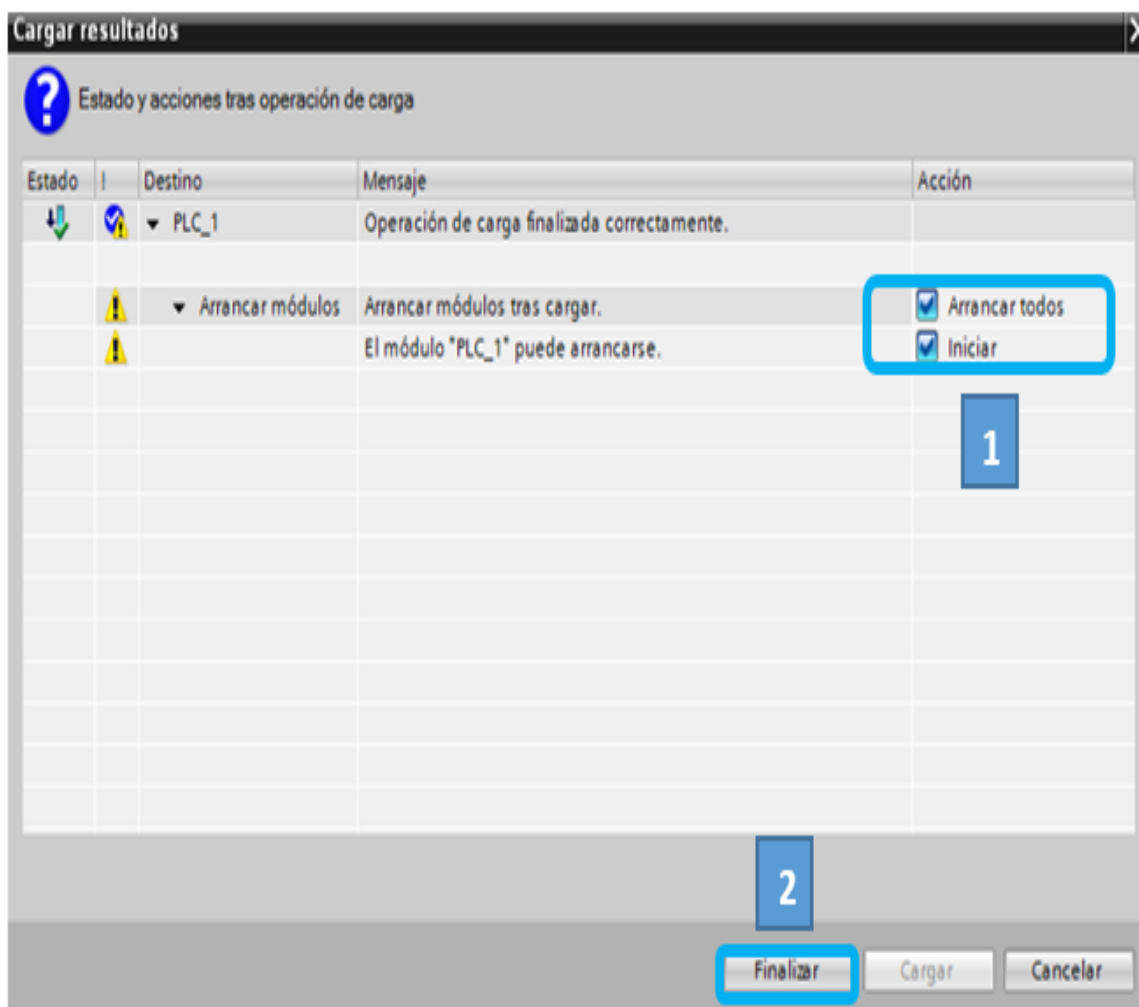 Cargar resultados
Estado y acciones tras operación de carga
Estado ! Destino Mensaje Acción
PLC_1 Operación de carga finalizada correctamente.
Arrancar módulos Arrancar módulos tras cargar. Arrancar todos
El módulo "PLC_1" puede arrancarse. Iniciar
1
2
Finalizar Cargar Cancelar